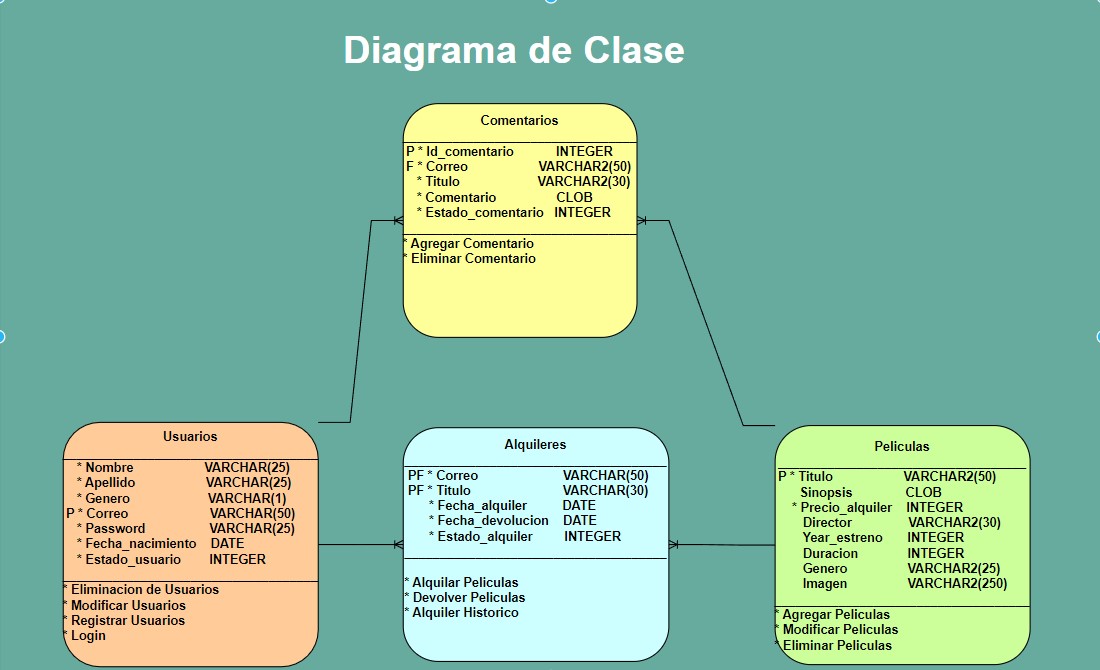 Diagrama de Clase
Comentarios
P * Id_comentario INTEGER
F * Correo VARCHAR2(50)
* Titulo VARCHAR2(30)
* Comentario CLOB
* Estado_comentario INTEGER
* Agregar Comentario
* Eliminar Comentario
Usuarios
* Nombre VARCHAR(25)
* Apellido VARCHAR(25)
* Genero VARCHAR(1)
P * Correo VARCHAR(50)
* Password VARCHAR(25)
* Fecha_nacimiento DATE
* Estado_usuario INTEGER
* Eliminacion de Usuarios
* Modificar Usuarios
* Registrar Usuarios
* Login
Alquileres
PF * Correo VARCHAR(50)
PF * Titulo VARCHAR(30)
* Fecha_alquiler DATE
* Fecha_devolucion DATE
* Estado_alquiler INTEGER
* Alquilar Peliculas
* Devolver Peliculas
* Alquiler Historico
Peliculas
P * Titulo VARCHAR2(50)
Sinopsis CLOB
* Precio_alquiler INTEGER
Director VARCHAR2(30)
Year_estreno INTEGER
Duracion INTEGER
Genero VARCHAR2(25)
Imagen VARCHAR2(250)
* Agregar Peliculas
* Modificar Peliculas
* Eliminar Peliculas